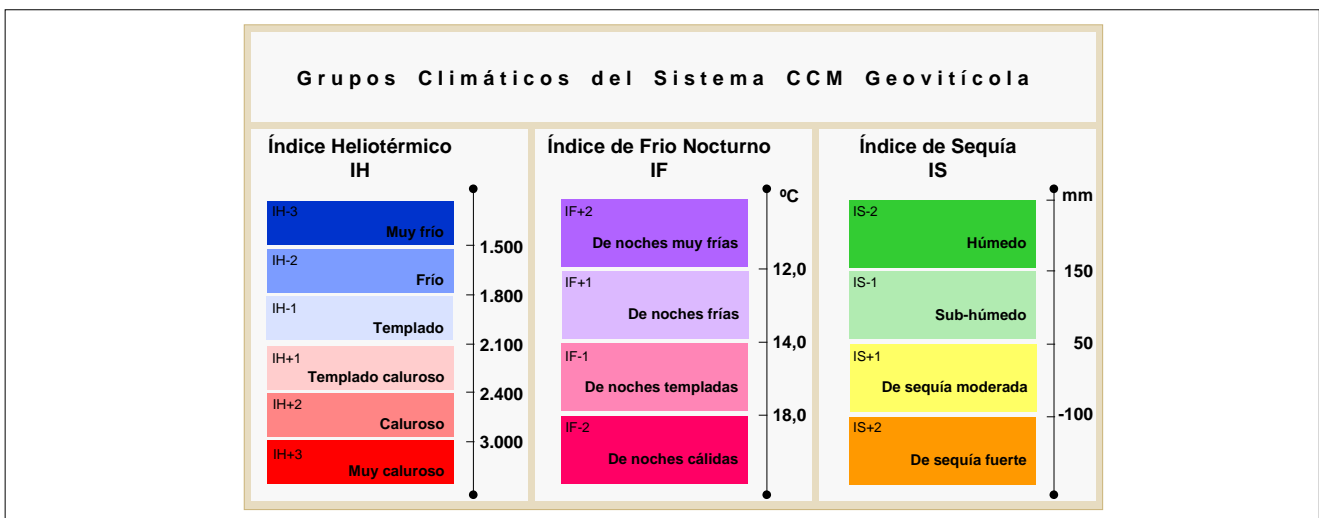 Grupos Climáticos del Sistema CCM Geovitícola
Índice Heliotérmico
IH
IH-3
Muy frío
1.500
IH-2
Frío
1.800
IH-1
Templado
2.100
IH+1
Templado caluroso
2.400
IH+2
Caluroso
3.000
IH+3
Muy caluroso
Índice de Frio Nocturno
IF
ºC
IF+2
De noches muy frías
12,0
IF+1
De noches frías
14,0
IF-1
De noches templadas
18,0
IF-2
De noches cálidas
Índice de Sequía
IS
mm
IS-2
Húmedo
150
IS-1
Sub-húmedo
50
IS+1
De sequía moderada
-100
IS+2
De sequía fuerte